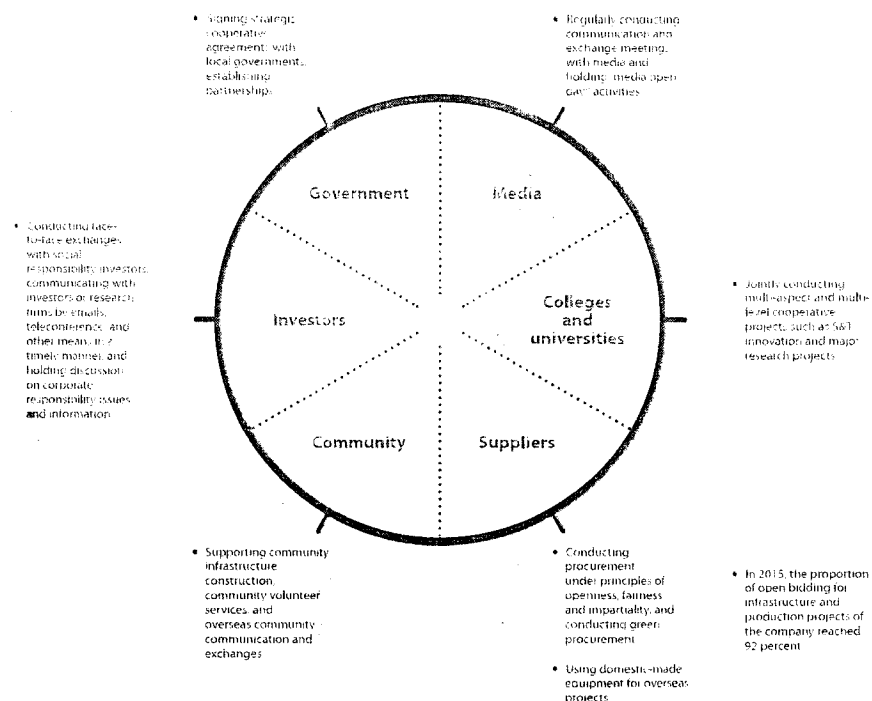 • Signing strategic
cooperative
agreements with
local governments,
establishing
partnerships
• Regularly conducting
communication and
exchange meetings
with media and
holding "media open
day" activities
Government
Media
• Conducting face-
to-face exchanges
with social
responsibility investors,
communicating with
investors or research
firms by emails,
teleconference, and
other means in a
timely manner, and
holding discussion
on corporate
responsibility issues
and information
Investors
Colleges
and
universities
• Jointly conducting
multi-aspect and multi-
level cooperative
projects such as S&T
innovation and major
research projects
Community
Suppliers
• Supporting community
infrastructure
construction,
community volunteer
services, and
overseas community
communication and
exchanges
• Conducting
procurement
under principles of
openness, fairness
and impartiality, and
conducting green
procurement
• Using domestic-made
equipment for overseas
projects
• In 2015, the proportion
of open bidding for
infrastructure and
production projects of
the company reached
92 percent